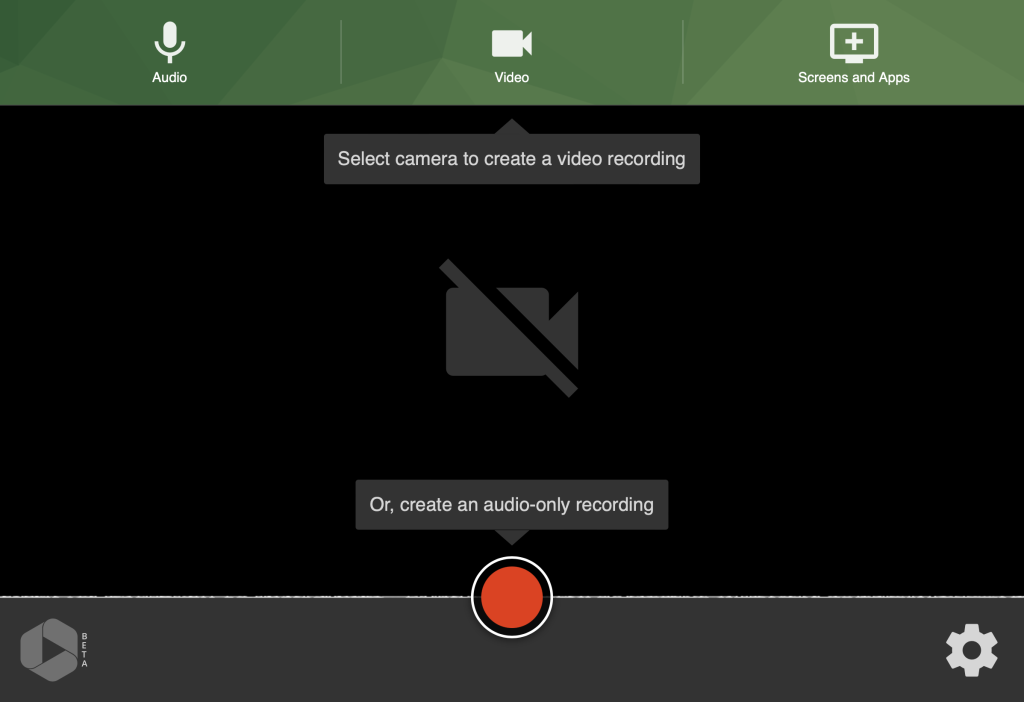 Audio
Video
Screens and Apps
Select camera to create a video recording
Or, create an audio-only recording
BETA